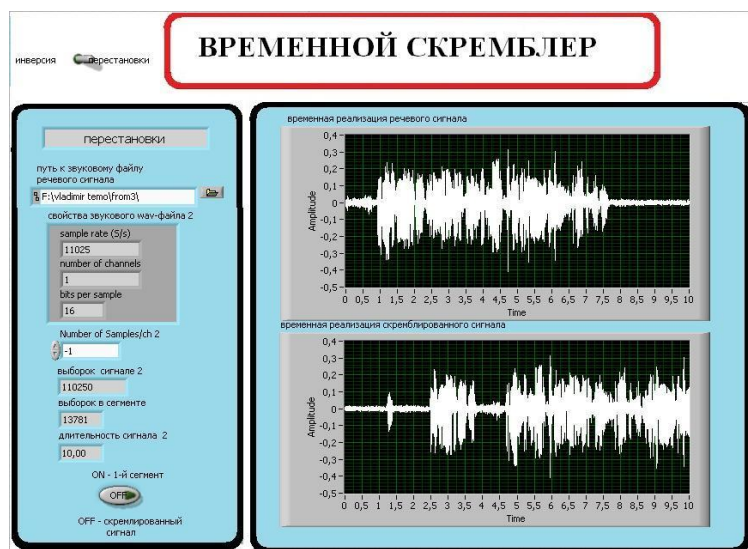 ВРЕМЕННОЙ СКРЕМБЛЕР
инверсия перестановки
перестановки
путь к звуковому файлу
речевого сигнала
F:\vladimir temo\from3\
свойства звукового wav-файла 2
sample rate (S/s)
11025
number of channels
1
bits per sample
16
Number of Samples/ch 2
-1
выборок сигнале 2
110250
выборок в сегменте
13781
длительность сигнала 2
10,00
ON - 1-й сегмент
OFF
OFF - скремлированный
сигнал
временная реализация речевого сигнала
0,4
0,3
0,2
0,1
0
-0,1
-0,2
-0,3
-0,4
-0,5
Amplitude
0 0,5 1 1,5 2 2,5 3 3,5 4 4,5 5 5,5 6 6,5 7 7,5 8 8,5 9 9,5 10
Time
временная реализация скремблированного сигнала
0,4
0,3
0,2
0,1
0
-0,1
-0,2
-0,3
-0,4
-0,5
Amplitude
0 0,5 1 1,5 2 2,5 3 3,5 4 4,5 5 5,5 6 6,5 7 7,5 8 8,5 9 9,5 10
Time